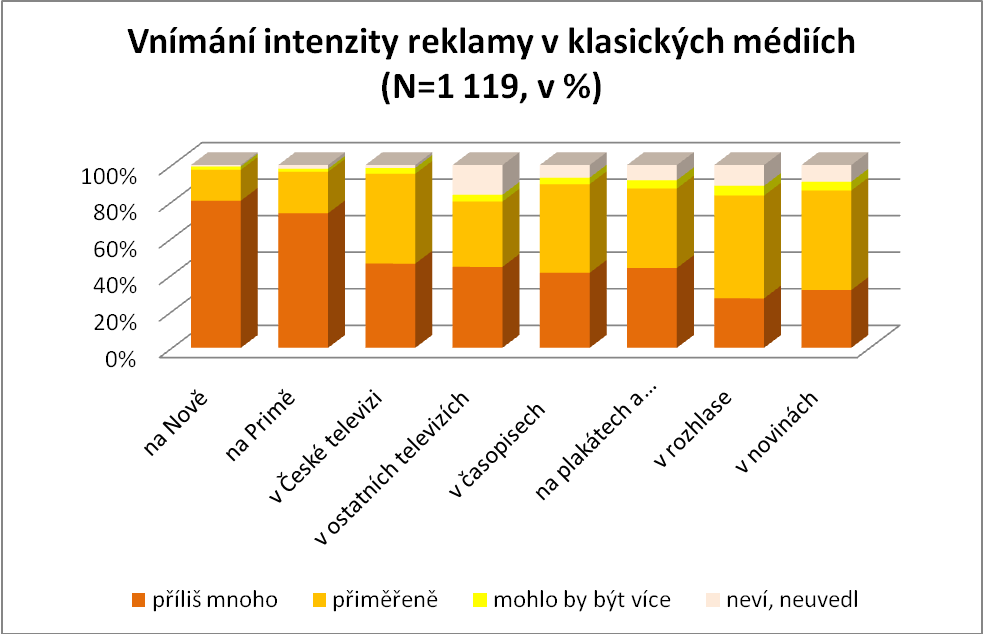 Vnímání intenzity reklamy v klasických médiích
(N=1 119, v %)
100%
80%
60%
40%
20%
0%
na Nově
na Primě
v České televizi
v ostatních televizích
v časopisech
na plakátech a...
v rozhlase
v novinách
příliš mnoho
přiměřeně
mohlo by být více
neví, neuvedl